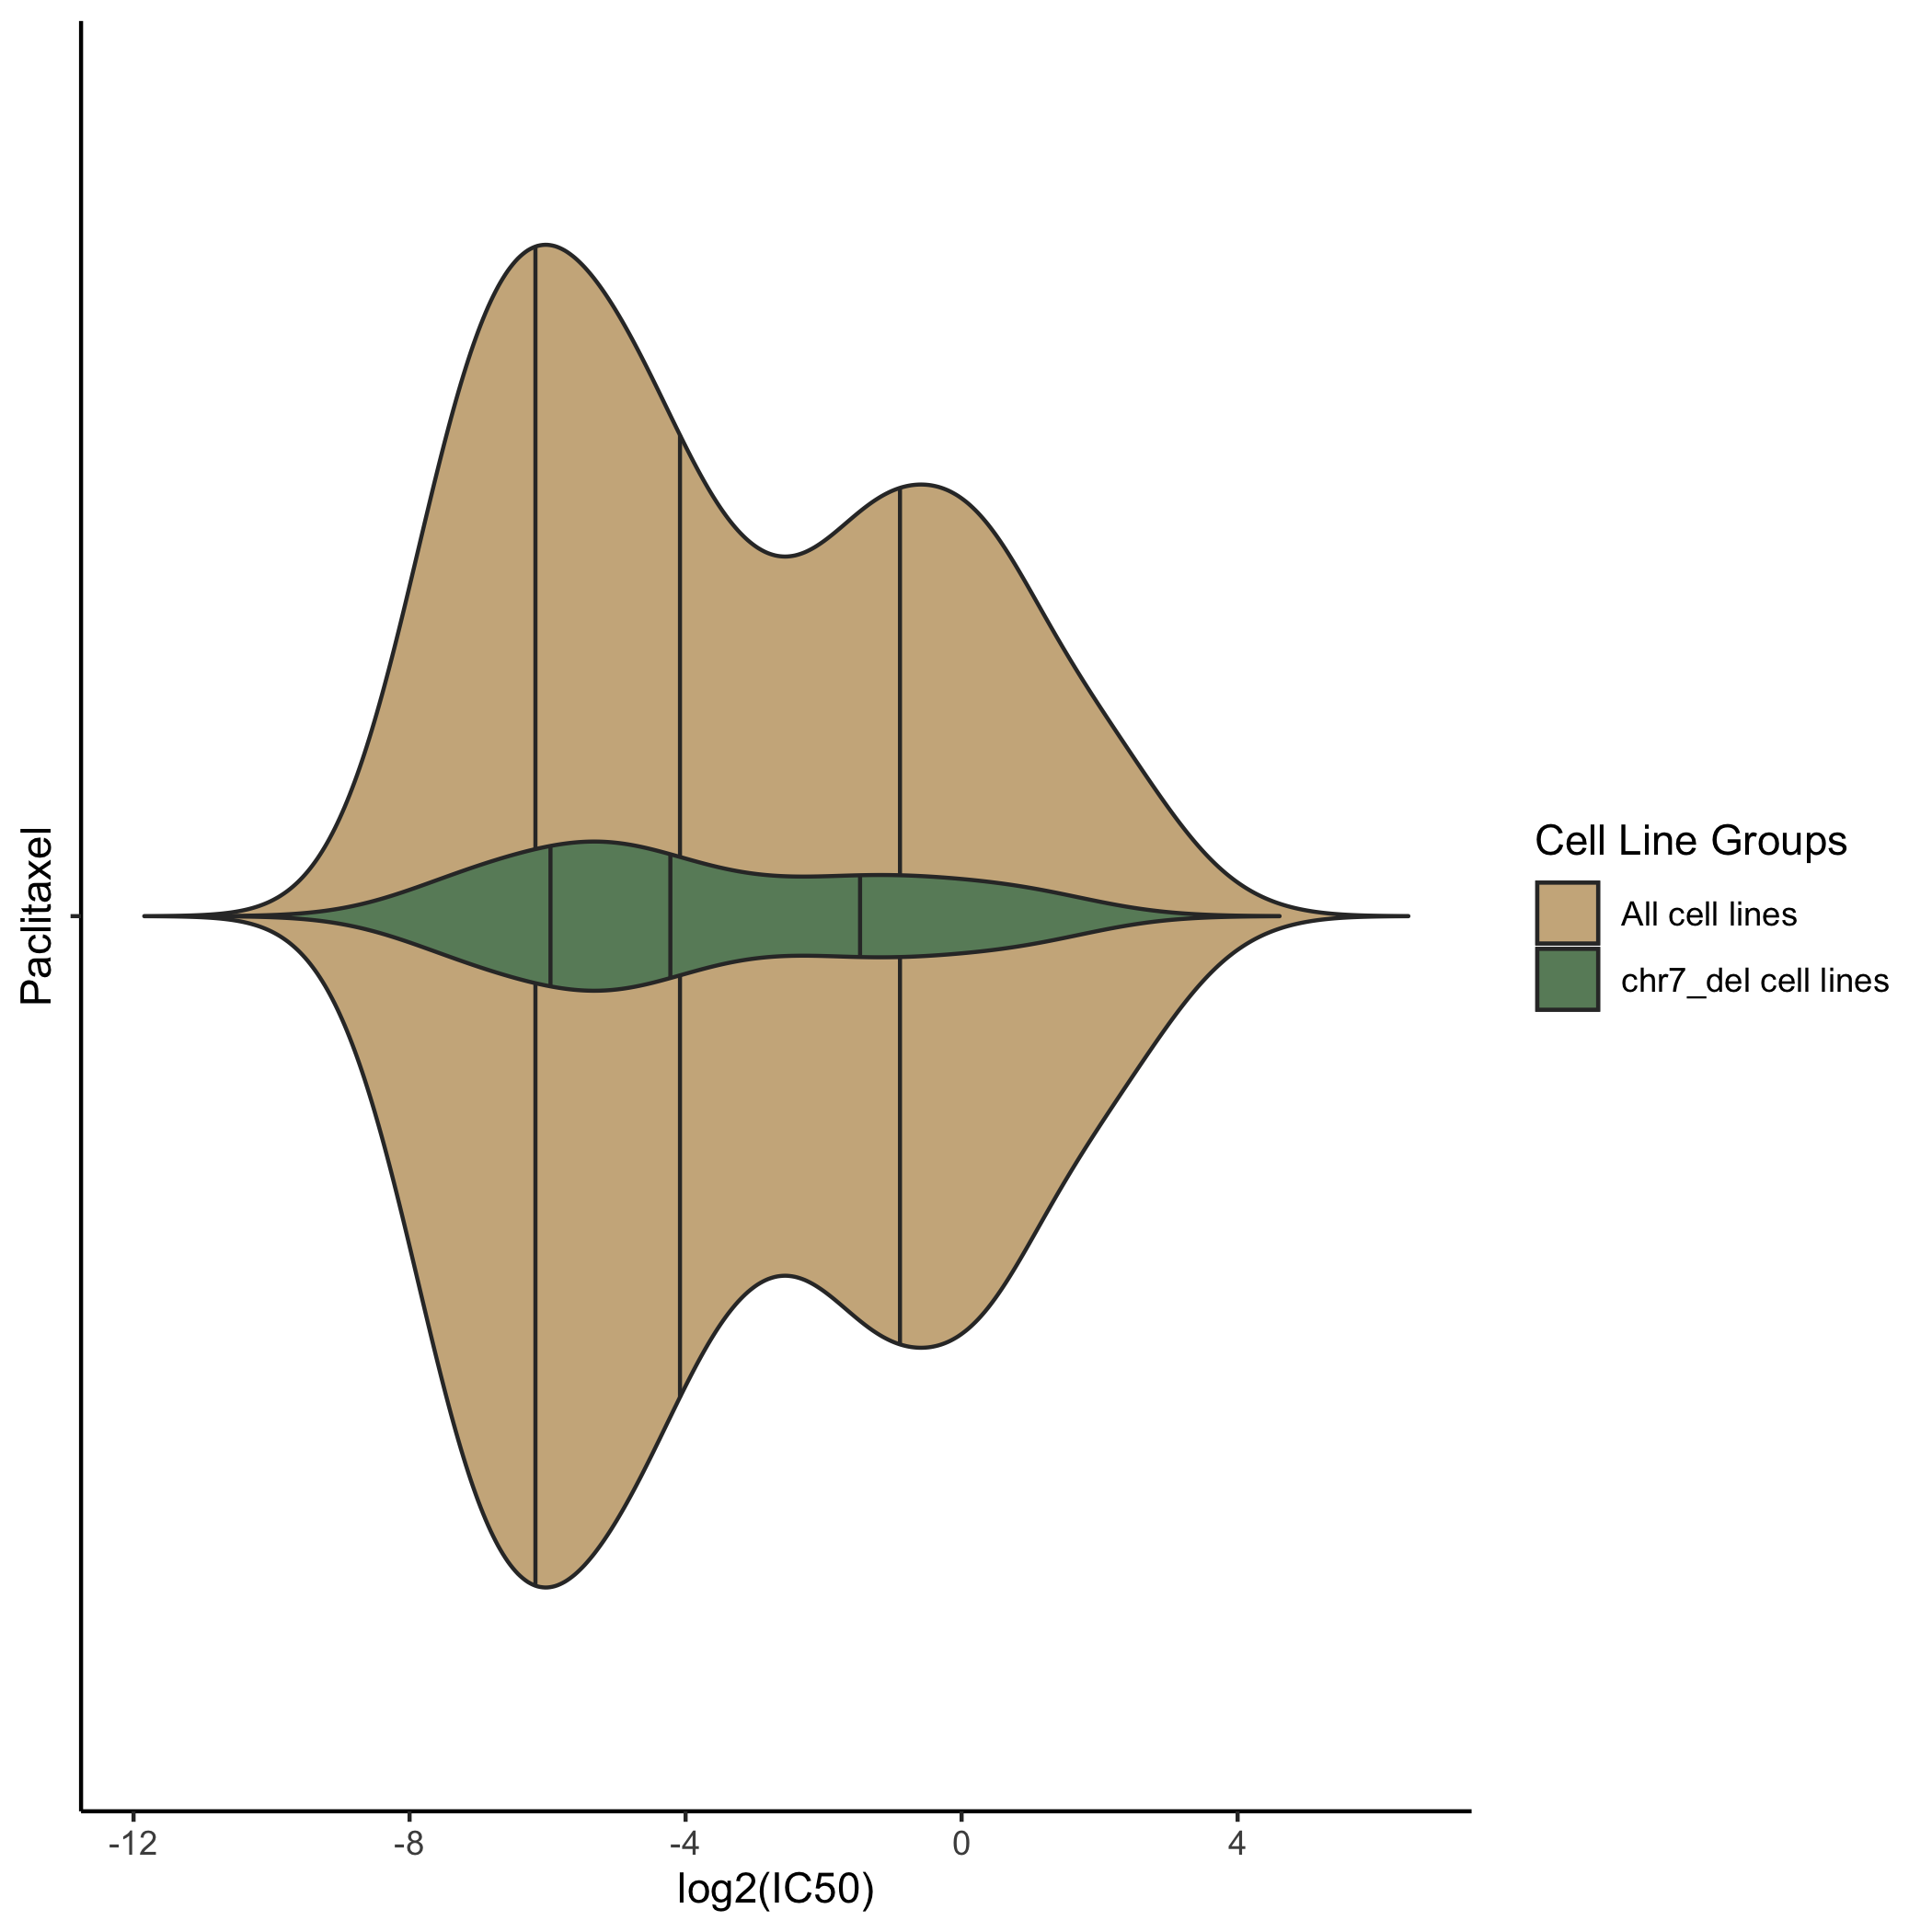 Paclitaxel
Cell Line Groups
All cell lines
chr7_del cell lines
-12 -8 -4 0 4
log2(IC50)